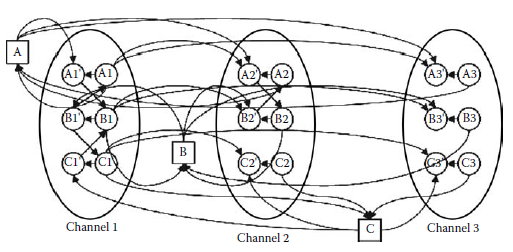 A
A1' A1 A2' A2 A3' A3
B1' B1 B2' B2 B3' B3
B
C1' C1 C2' C2 C3' C3
C
Channel 1 Channel 2 Channel 3